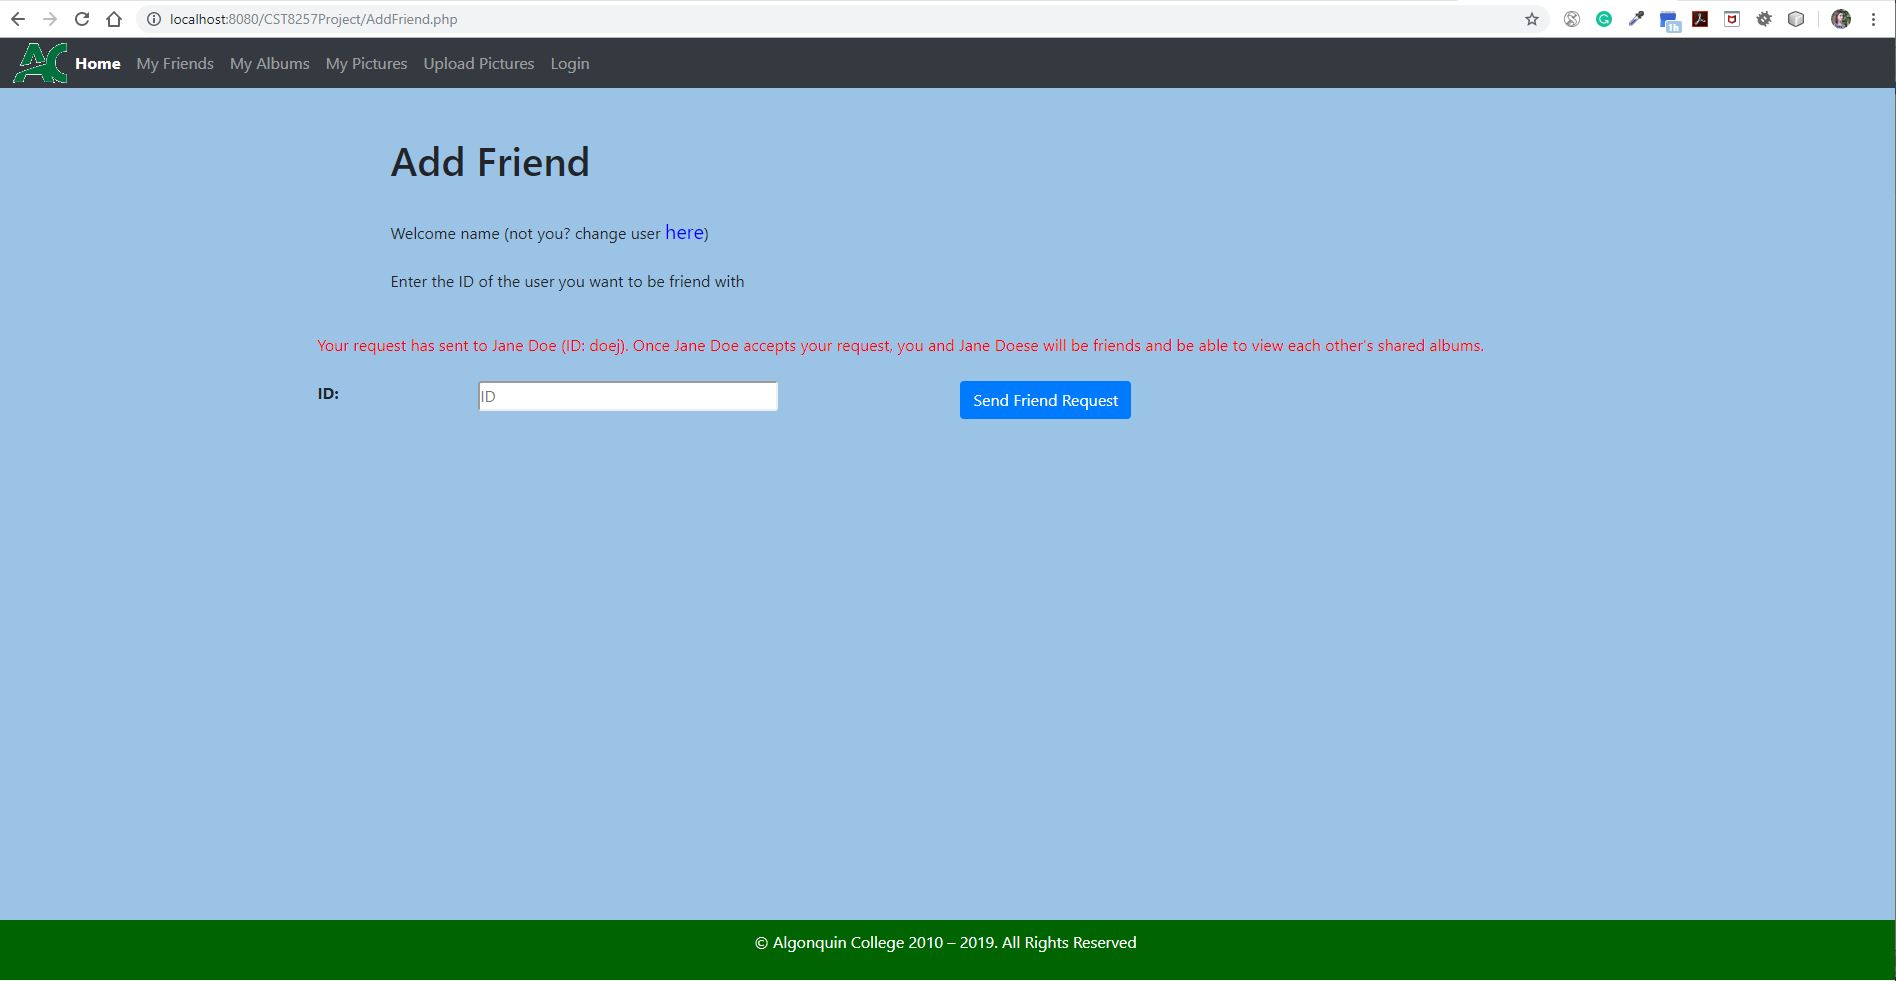 localhost:8080/CST8257Project/AddFriend.php
1h
AC Home My Friends My Albums My Pictures Upload Pictures Login
Add Friend
Welcome name (not you? change user here)
Enter the ID of the user you want to be friend with
Your request has sent to Jane Doe (ID: doej). Once Jane Doe accepts your request, you and Jane Doese will be friends and be able to view each other's shared albums.
ID: ID Send Friend Request
© Algonquin College 2010 – 2019. All Rights Reserved